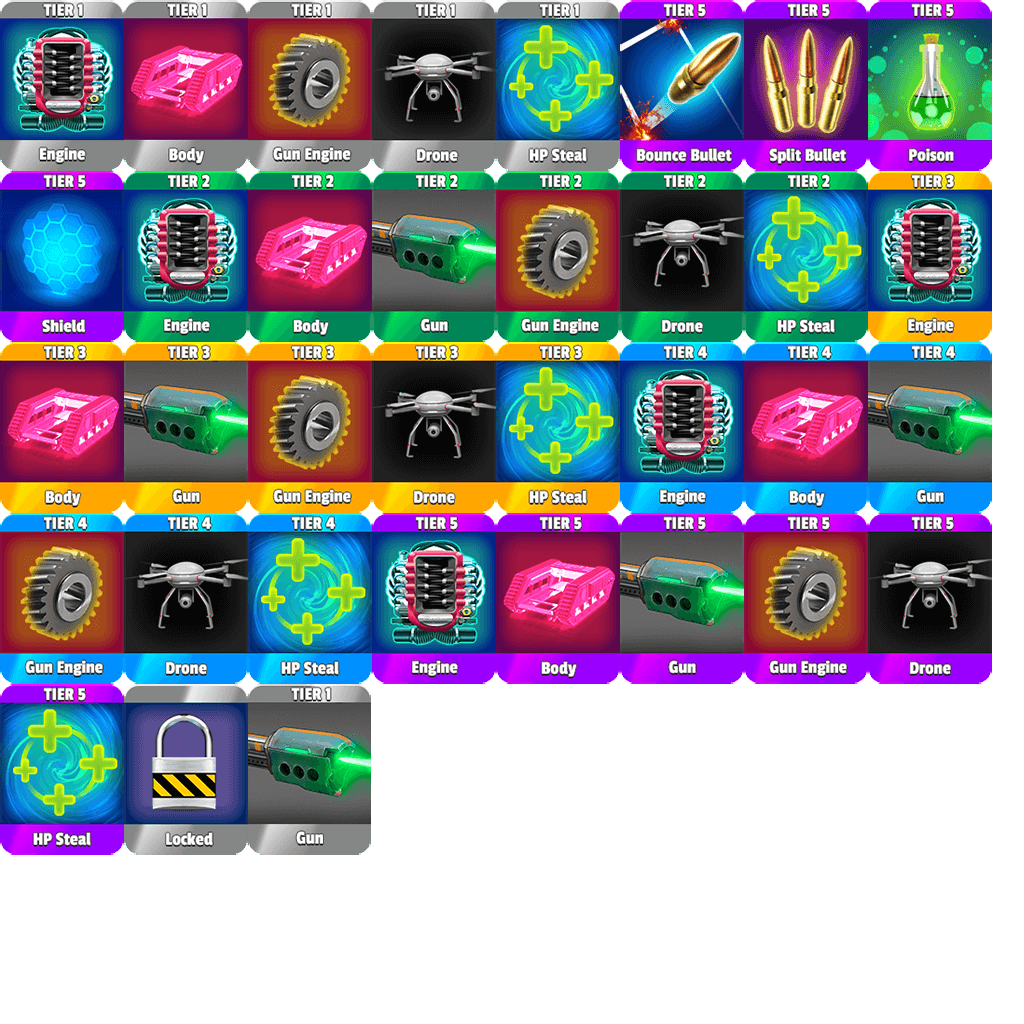 TIER 1 TIER 1 TIER 1 TIER 1 TIER 1 TIER 5 TIER 5 TIER 5
Engine Body Gun Engine Drone HP Steal Bounce Bullet Split Bullet Poison
TIER 5 TIER 2 TIER 2 TIER 2 TIER 2 TIER 2 TIER 2 TIER 3
Shield Engine Body Gun Gun Engine Drone HP Steal Engine
TIER 3 TIER 3 TIER 3 TIER 3 TIER 3 TIER 4 TIER 4 TIER 4
Body Gun Gun Engine Drone HP Steal Engine Body Gun
TIER 4 TIER 4 TIER 4 TIER 5 TIER 5 TIER 5 TIER 5 TIER 5
Gun Engine Drone HP Steal Engine Body Gun Gun Engine Drone
TIER 5 TIER 1
HP Steal Locked Gun